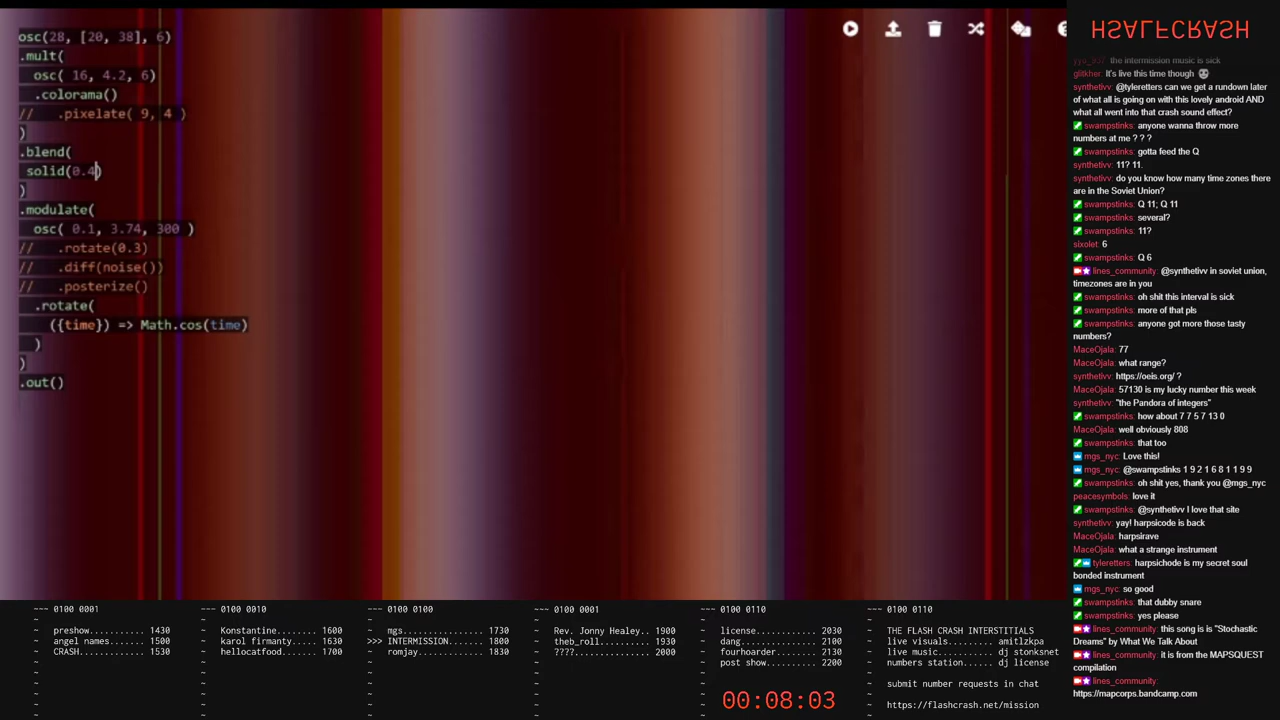 osc(28, [20, 38], 6)
.mult(
osc( 16, 4.2, 6)
.colorama()
// .pixelate( 9, 4 )
)
.blend(
solid(0.4)
)
.modulate(
osc( 0.1, 3.74, 300 )
// .rotate(0.3)
// .diff(noise())
// .posterize()
.rotate(
({time}) => Math.cos(time)
)
)
.out()
HSALFCRASH
the intermission music is sick
glitkher: It's live this time though
synthetivv: @tyleretters can we get a rundown later
of what all is going on with this lovely android AND
what all went into that crash sound effect?
swampstinks: anyone wanna throw more
numbers at me ? ? ?
swampstinks: gotta feed the Q
synthetivv: 11? 11.
synthetivv: do you know how many time zones there
are in the Soviet Union?
swampstinks: Q 11; Q 11
swampstinks: several?
swampstinks: 11?
sixolet: 6
swampstinks: Q 6
lines_community: @synthetivv in soviet union,
timezones are in you
swampstinks: oh shit this interval is sick
swampstinks: more of that pls
swampstinks: anyone got more those tasty
numbers?
MaceOjala: 77
MaceOjala: what range?
synthetivv: https://oeis.org/ ?
MaceOjala: 57130 is my lucky number this week
synthetivv: "the Pandora of integers"
swampstinks: how about 7 7 5 7 13 0
MaceOjala: well obviously 808
swampstinks: that too
mgs_nyc: Love this!
mgs_nyc: @swampstinks 1 9 2 1 6 8 1 1 9 9
swampstinks: oh shit yes, thank you @mgs_nyc
peacesymbols: love it
swampstinks: @synthetivv I love that site
synthetivv: yay! harpsicode is back
MaceOjala: harpsirave
MaceOjala: what a strange instrument
tyleretters: harpsichode is my secret soul
bonded instrument
mgs_nyc: so good
swampstinks: that dubby snare
swampstinks: yes please
lines_community: this song is is "Stochastic
Dreams" by What We Talk About
lines_community: it is from the MAPSQUEST
compilation
lines_community:
https://mapcorps.bandcamp.com
~~~ 0100 0001
~ preshow.......... 1430
~ angel names...... 1500
~ CRASH............ 1530
~~~ 0100 0010
~ Konstantine...... 1600
~ karol firmanty... 1630
~ hellocatfood..... 1700
~~~ 0100 0100
~ mgs.............. 1730
>>> INTERMISSION..... 1800
~ romjay........... 1830
~~~ 0100 0001
~ Rev. Jonny Healey.. 1900
~ theb_roll........ 1930
~ ????............. 2000
~~~ 0100 0110
~ license.......... 2030
~ dang............. 2100
~ fourhoarder...... 2130
~ post show........ 2200
00:08:03
~~~ 0100 0110
~ THE FLASH CRASH INTERSTITIALS
~ live visuals..... amitlzkpa
~ live music....... dj stonksnet
~ numbers station...... dj license
~ submit number requests in chat
~ https://flashcrash.net/mission